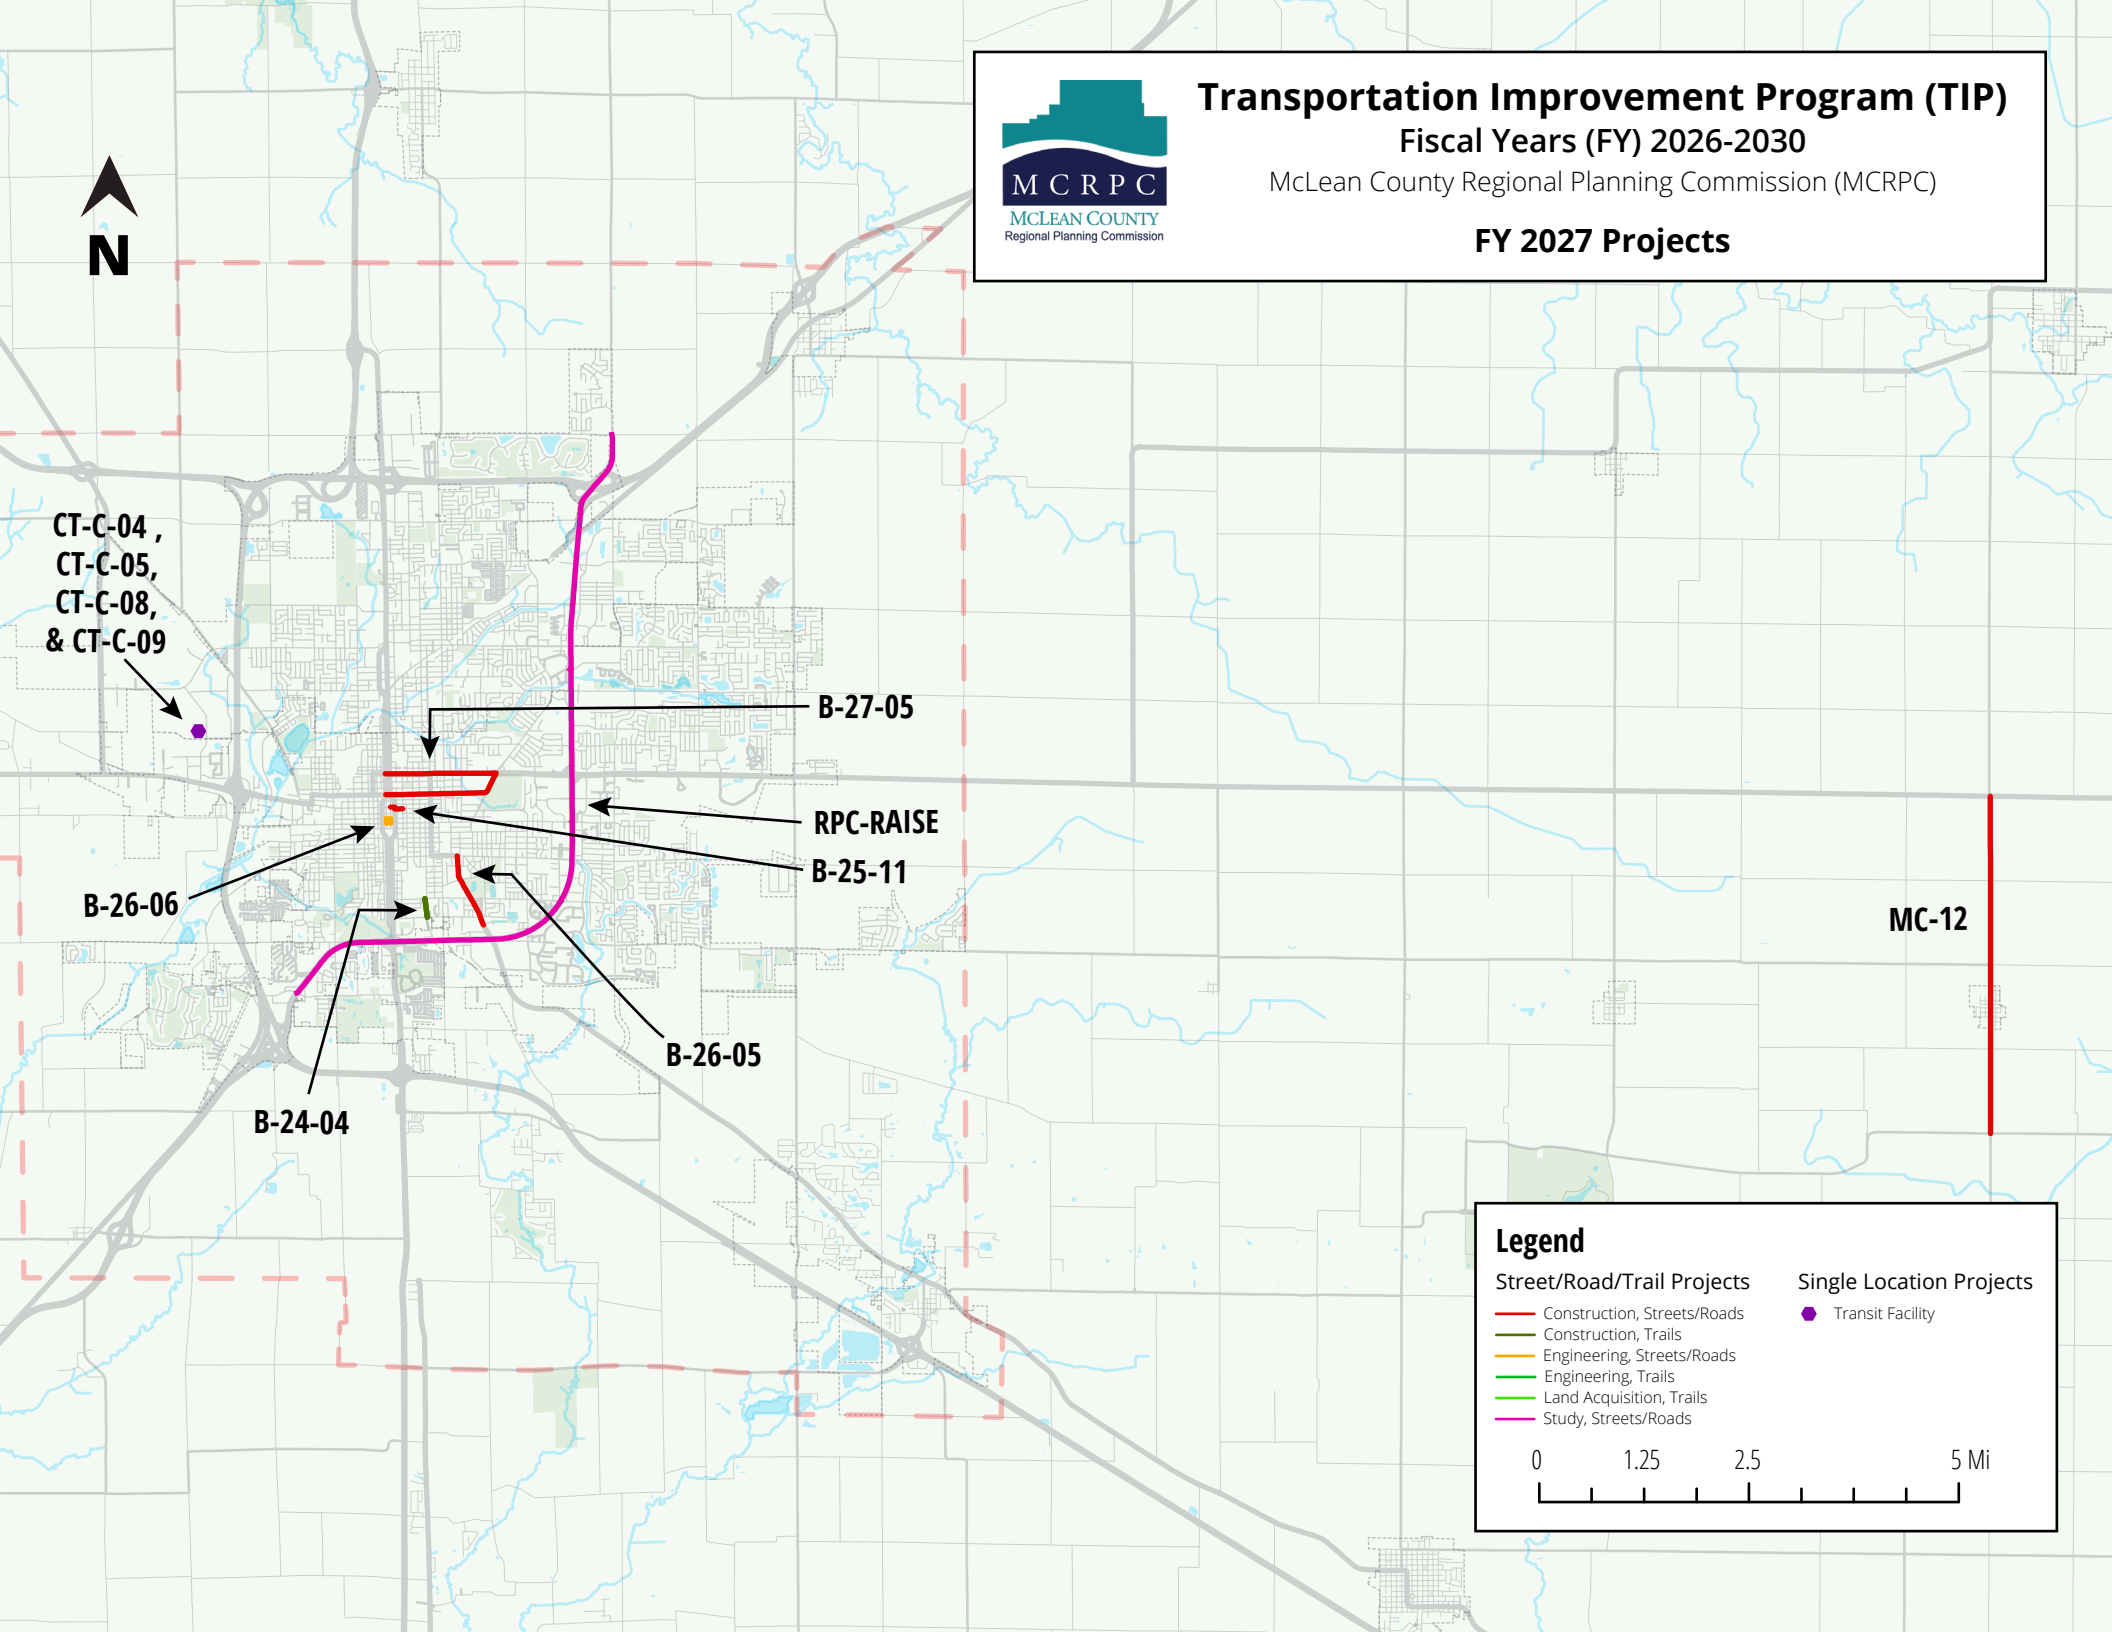 Transportation Improvement Program (TIP)
Fiscal Years (FY) 2026-2030
McLean County Regional Planning Commission (MCRPC)
FY 2027 Projects
MCRPC
MCLEAN COUNTY
Regional Planning Commission
N
CT-C-04 ,
CT-C-05,
CT-C-08,
& CT-C-09
B-27-05
RPC-RAISE
B-25-11
B-26-06
MC-12
B-26-05
B-24-04
Legend
Street/Road/Trail Projects
Construction, Streets/Roads
Construction, Trails
Engineering, Streets/Roads
Engineering, Trails
Land Acquisition, Trails
Study, Streets/Roads
Single Location Projects
Transit Facility
0 1.25 2.5 5 Mi